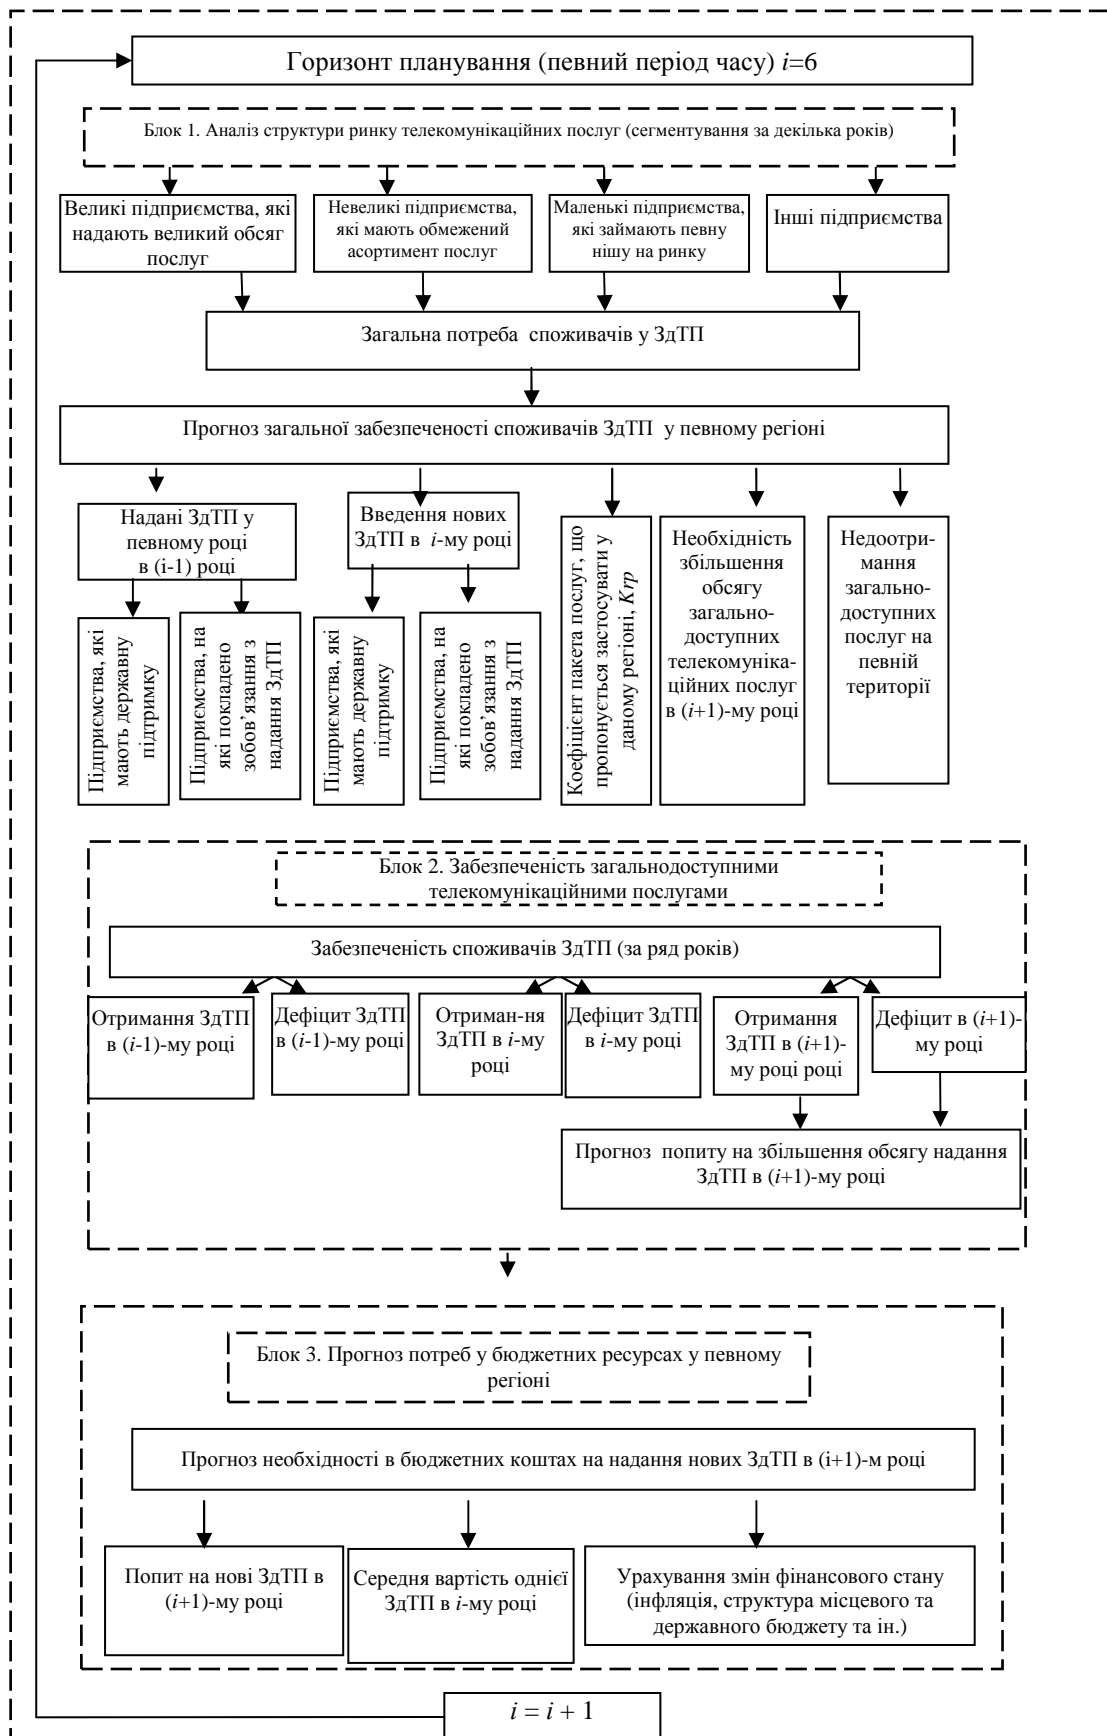 Горизонт планування (певний період часу) i=6
Блок 1. Аналіз структури ринку телекомунікаційних послуг (сегментування за декілька років)
Великі підприємства, які
надають великий обсяг
послуг
Невеликі підприємства,
які мають обмежений
асортимент послуг
Маленькі підприємства,
які займають певну
нішу на ринку
Інші підприємства
Загальна потреба споживачів у ЗдТП
Прогноз загальної забезпеченості споживачів ЗдТП у певному регіоні
Надані ЗдТП у
певному році
в (і-1) році
Введення нових
ЗдТП в i-му році
Підприємства, які
мають державну
підтримку
Підприємства, на
які покладено
зобов’язання з
надання ЗдТП
Підприємства, які
мають державну
підтримку
Підприємства, на
які покладено
зобов’язання з
надання ЗдТП
Коефіцієнт пакета послуг, що
пропонується застосувати у
даному регіоні, Kгр
Необхідність
збільшення
обсягу
загально-
доступних
телекомуніка-
ційних послуг
в (i+1)-му році
Недоотри-
мання
загально-
доступних
послуг на
певній
території
Блок 2. Забезпеченість загальнодоступними
телекомунікаційними послугами
Забезпеченість споживачів ЗдТП (за ряд років)
Отримання ЗдТП
в (i-1)-му році
Дефіцит ЗдТП
в (i-1)-му році
Отриман-ня
ЗдТП в i-му
році
Дефіцит ЗдТП
в i-му році
Отримання
ЗдТП в (i+1)-
му році році
Дефіцит в (i+1)-
му році
Прогноз попиту на збільшення обсягу надання
ЗдТП в (i+1)-му році
Блок 3. Прогноз потреб у бюджетних ресурсах у певному
регіоні
Прогноз необхідності в бюджетних коштах на надання нових ЗдТП в (і+1)-м році
Попит на нові ЗдТП в
(i+1)-му році
Середня вартість однієї
ЗдТП в i-му році
Урахування змін фінансового стану
(інфляція, структура місцевого та
державного бюджету та ін.)
i = i + 1